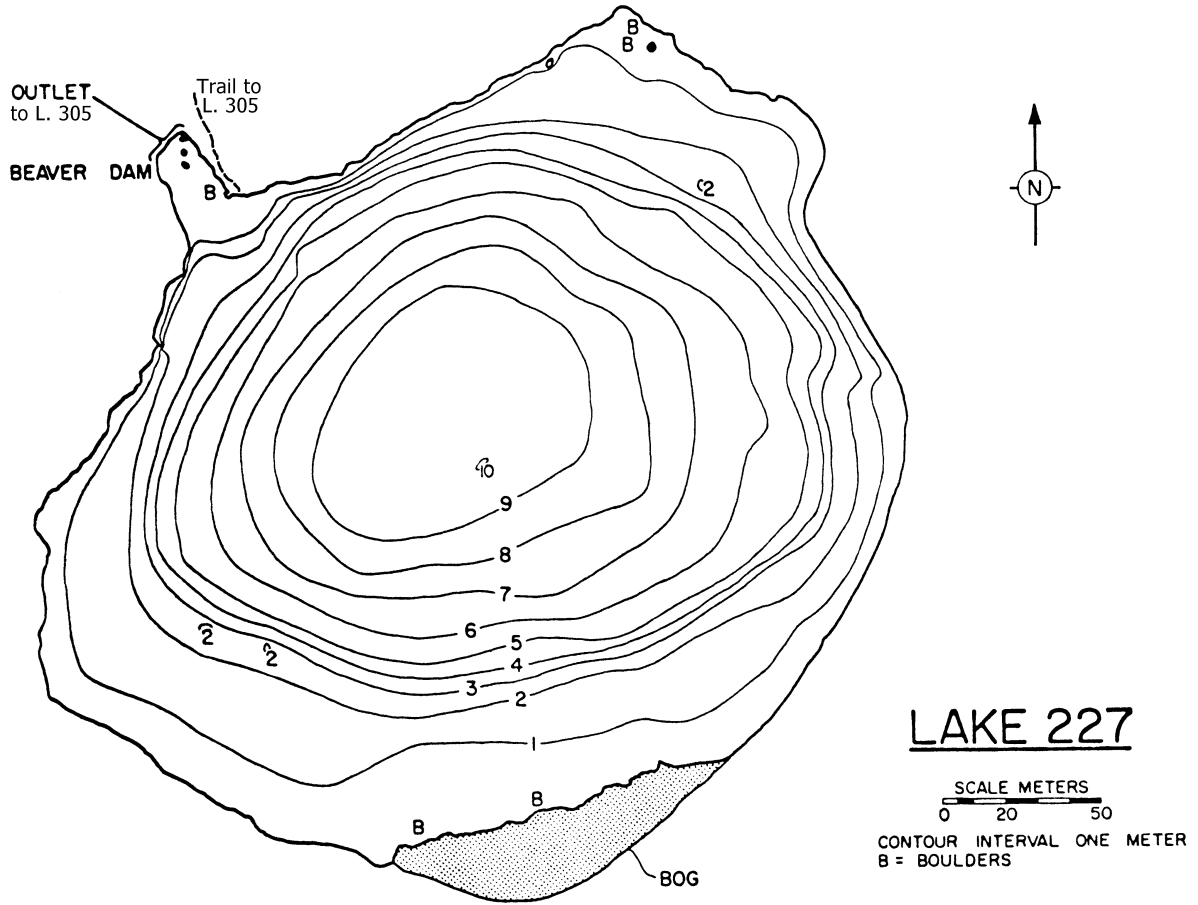 B
B
OUTLET
to L. 305
Trail to
L. 305
BEAVER DAM
B
2
N
10
9
8
7
6
5
4
3
2
1
2
2
B
B
BOG
LAKE 227
SCALE METERS
0 20 50
CONTOUR INTERVAL ONE METER
B = BOULDERS